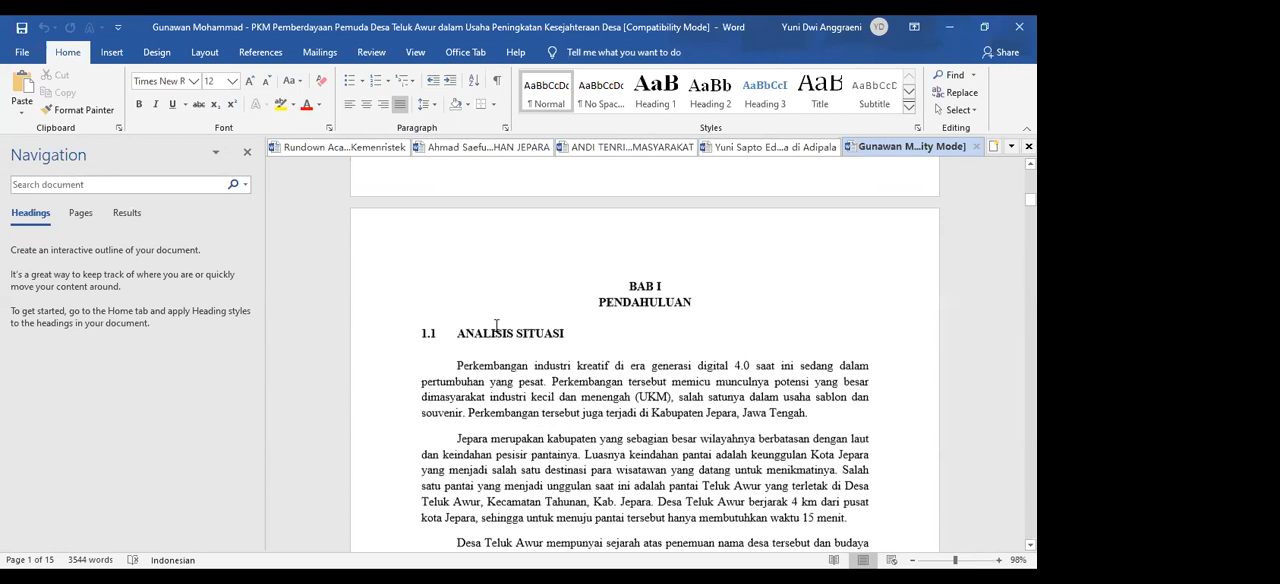 Gunawan Mohammad - PKM Pemberdayaan Pemuda Desa Teluk Awur dalam Usaha Peningkatan Kesejahteraan Desa [Compatibility Mode] - Word
Yuni Dwi Anggraeni YD
File Home Insert Design Layout References Mailings Review View Office Tab Help Tell me what you want to do Share
Paste
Cut
Copy
Format Painter
Clipboard
Times New R 12
Aa
B I U abc x₂ x²
Font
Paragraph
AaBbCcDc AaBbCcDc AaB AaBb AaBbCcI AaB AaBbCcDc
¶ Normal ¶ No Spac... Heading 1 Heading 2 Heading 3 Title Subtitle
Styles
Find
Replace
Select
Editing
Navigation
Search document
Headings Pages Results
Create an interactive outline of your document.
It's a great way to keep track of where you are or quickly
move your content around.
To get started, go to the Home tab and apply Heading styles
to the headings in your document.
Rundown Aca...Kemenristek Ahmad Saefu...HAN JEPARA ANDI TENRI...MASYARAKAT Yuni Sapto Ed...a di Adipala Gunawan M...ity Mode]
BAB I
PENDAHULUAN
1.1 ANALISIS SITUASI
Perkembangan industri kreatif di era generasi digital 4.0 saat ini sedang dalam
pertumbuhan yang pesat. Perkembangan tersebut memicu munculnya potensi yang besar
dimasyarakat industri kecil dan menengah (UKM), salah satunya dalam usaha sablon dan
souvenir. Perkembangan tersebut juga terjadi di Kabupaten Jepara, Jawa Tengah.
Jepara merupakan kabupaten yang sebagian besar wilayahnya berbatasan dengan laut
dan keindahan pesisir pantainya. Luasnya keindahan pantai adalah keunggulan Kota Jepara
yang menjadi salah satu destinasi para wisatawan yang datang untuk menikmatinya. Salah
satu pantai yang menjadi unggulan saat ini adalah pantai Teluk Awur yang terletak di Desa
Teluk Awur, Kecamatan Tahunan, Kab. Jepara. Desa Teluk Awur berjarak 4 km dari pusat
kota Jepara, sehingga untuk menuju pantai tersebut hanya membutuhkan waktu 15 menit.
Desa Teluk Awur mempunyai sejarah atas penemuan nama desa tersebut dan budaya
Page 1 of 15 3544 words Indonesian 98%